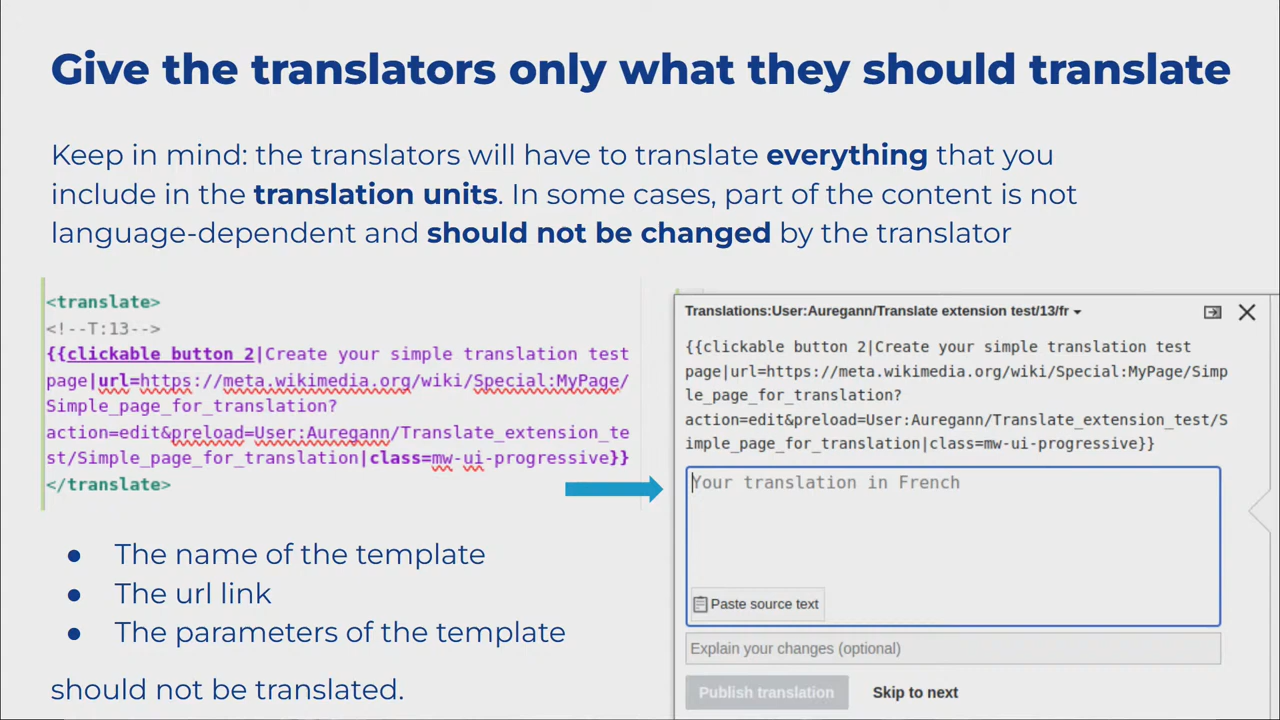 Give the translators only what they should translate
Keep in mind: the translators will have to translate everything that you
include in the translation units. In some cases, part of the content is not
language-dependent and should not be changed by the translator
<translate>
<!--T:13-->
{{clickable button 2|Create your simple translation test
page|url=https://meta.wikimedia.org/wiki/Special:MyPage/
Simple_page_for_translation?
action=edit&preload=User:Auregann/Translate_extension_te
st/Simple_page_for_translation|class=mw-ui-progressive}}
</translate>
● The name of the template
● The url link
● The parameters of the template
should not be translated.
Translations:User:Auregann/Translate extension test/13/fr
{{clickable button 2|Create your simple translation test
page|url=https://meta.wikimedia.org/wiki/Special:MyPage/Simp
le_page_for_translation?
action=edit&preload=User:Auregann/Translate_extension_test/S
imple_page_for_translation|class=mw-ui-progressive}}
Your translation in French
Paste source text
Explain your changes (optional)
Publish translation Skip to next